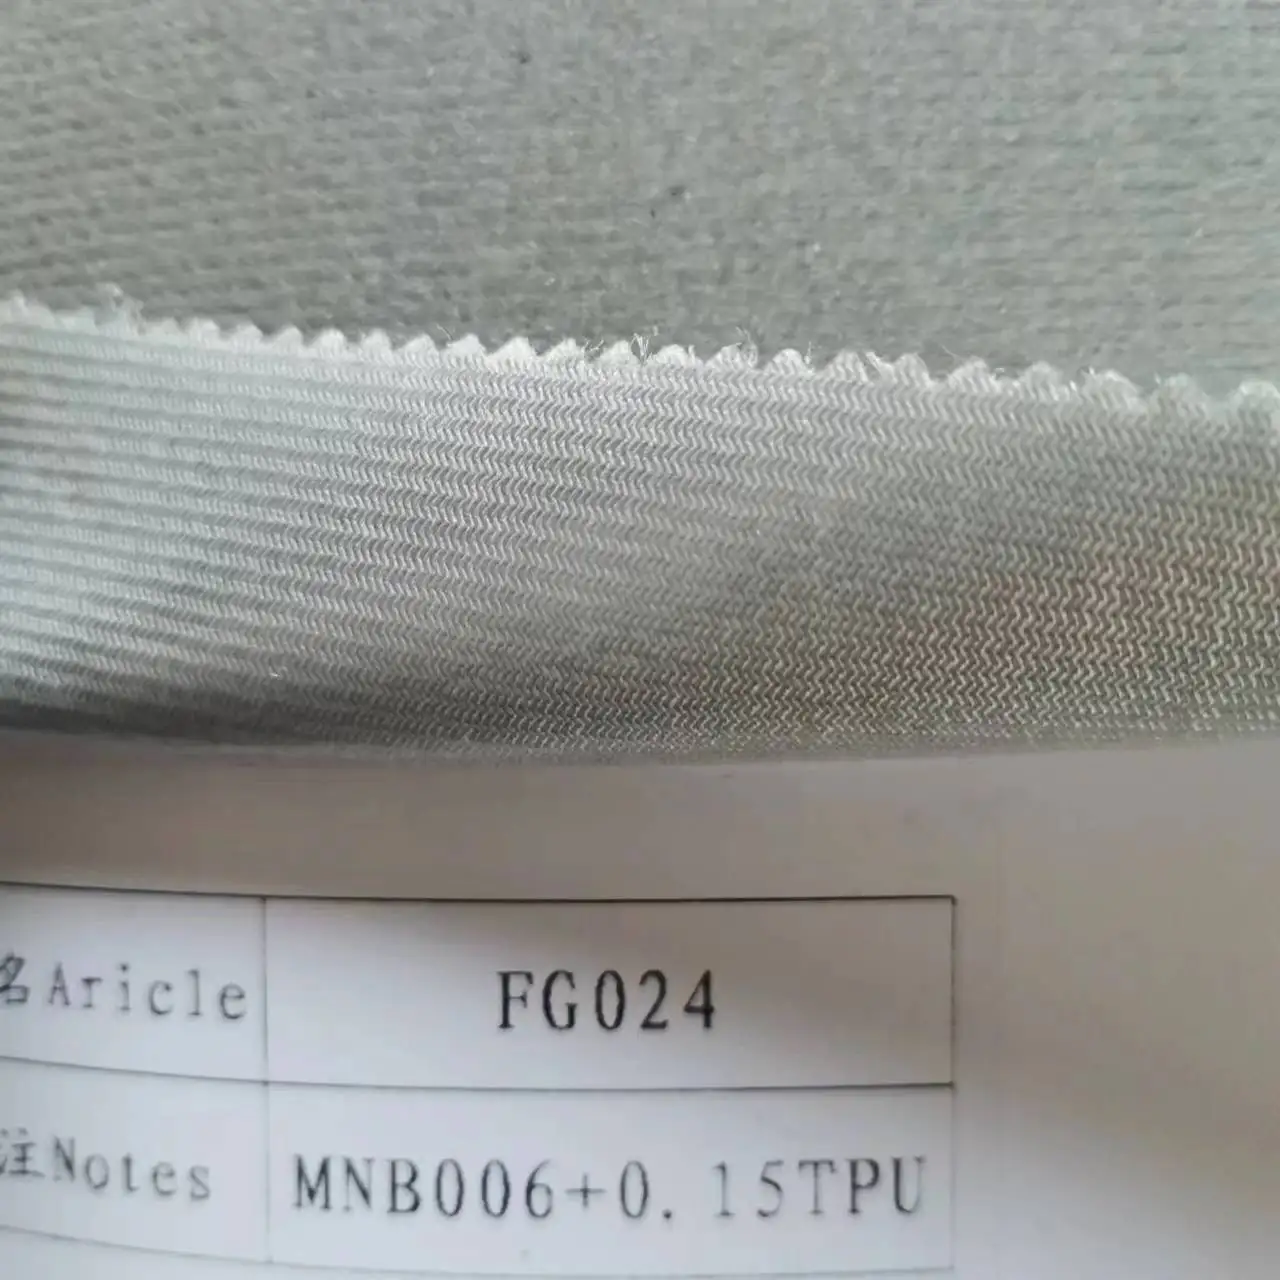 名Aricle FG024
注Notes MNB006+0.15TPU